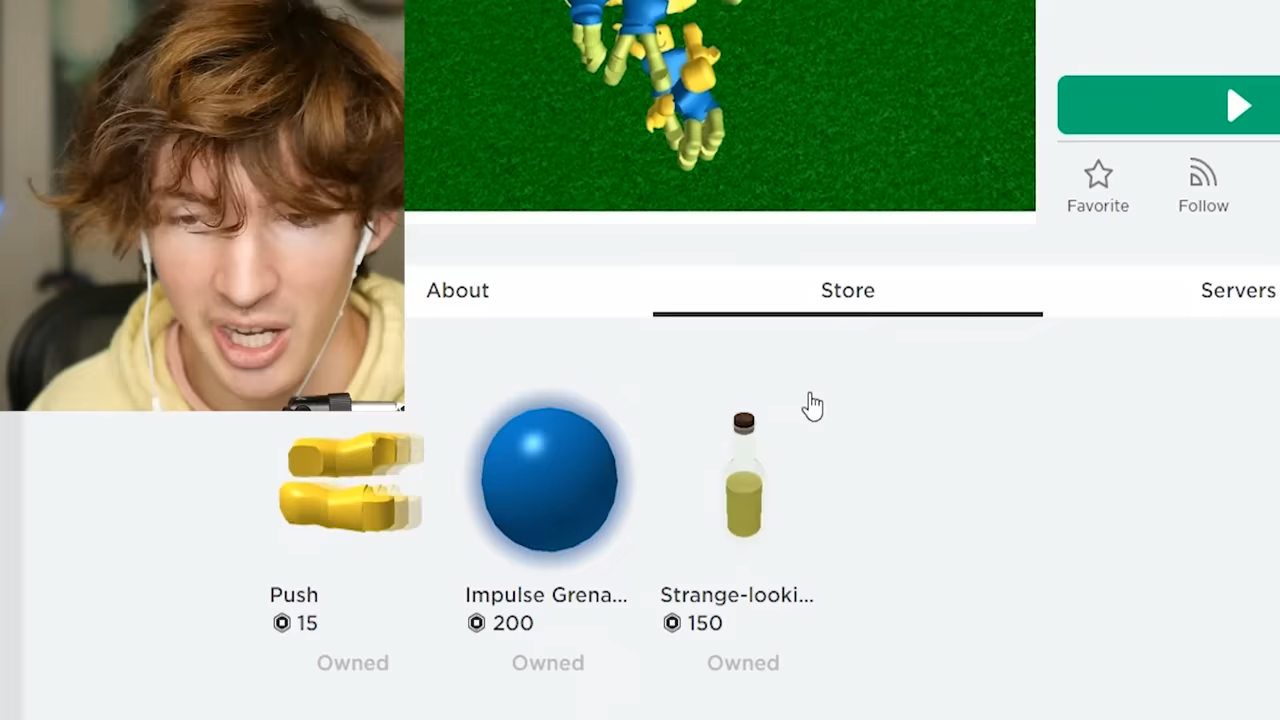 Favorite
Follow
About
Store
Servers
Push
Impulse Grena...
Strange-looki...
15
200
150
Owned
Owned
Owned